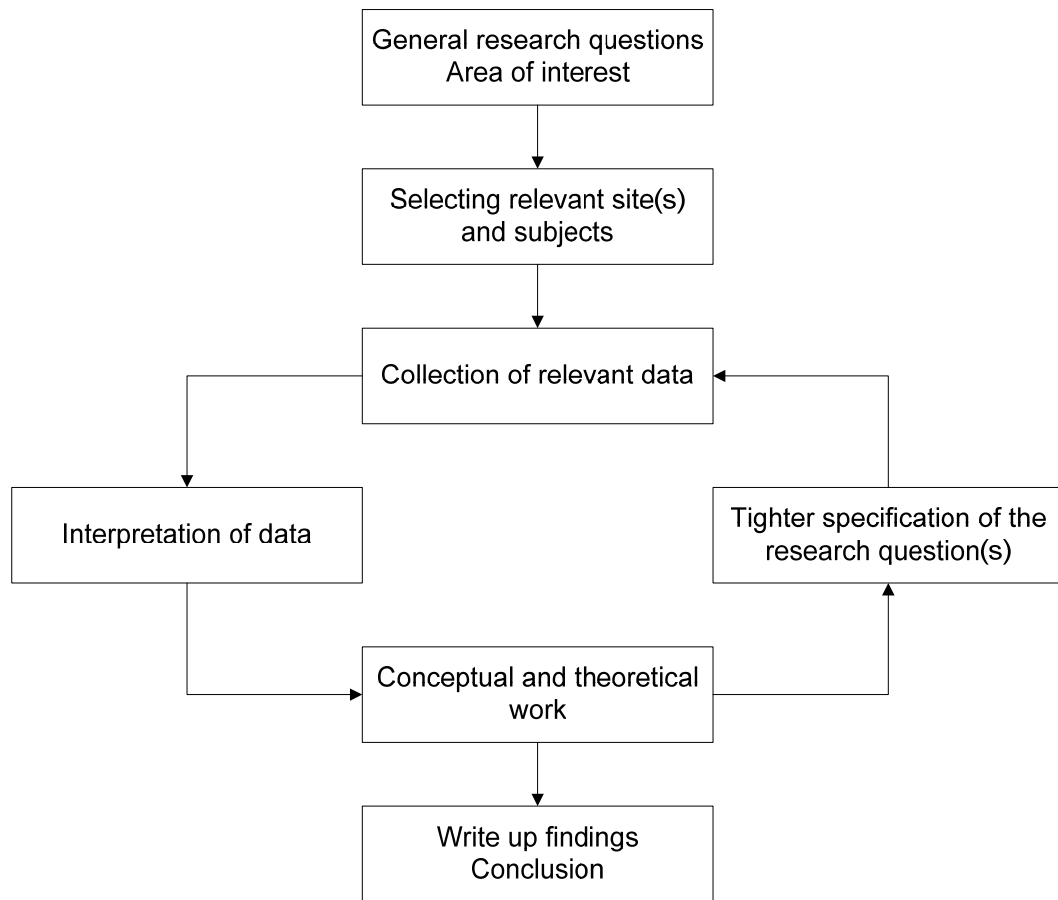 General research questions
Area of interest
Selecting relevant site(s)
and subjects
Collection of relevant data
Interpretation of data
Tighter specification of the
research question(s)
Conceptual and theoretical
work
Write up findings
Conclusion